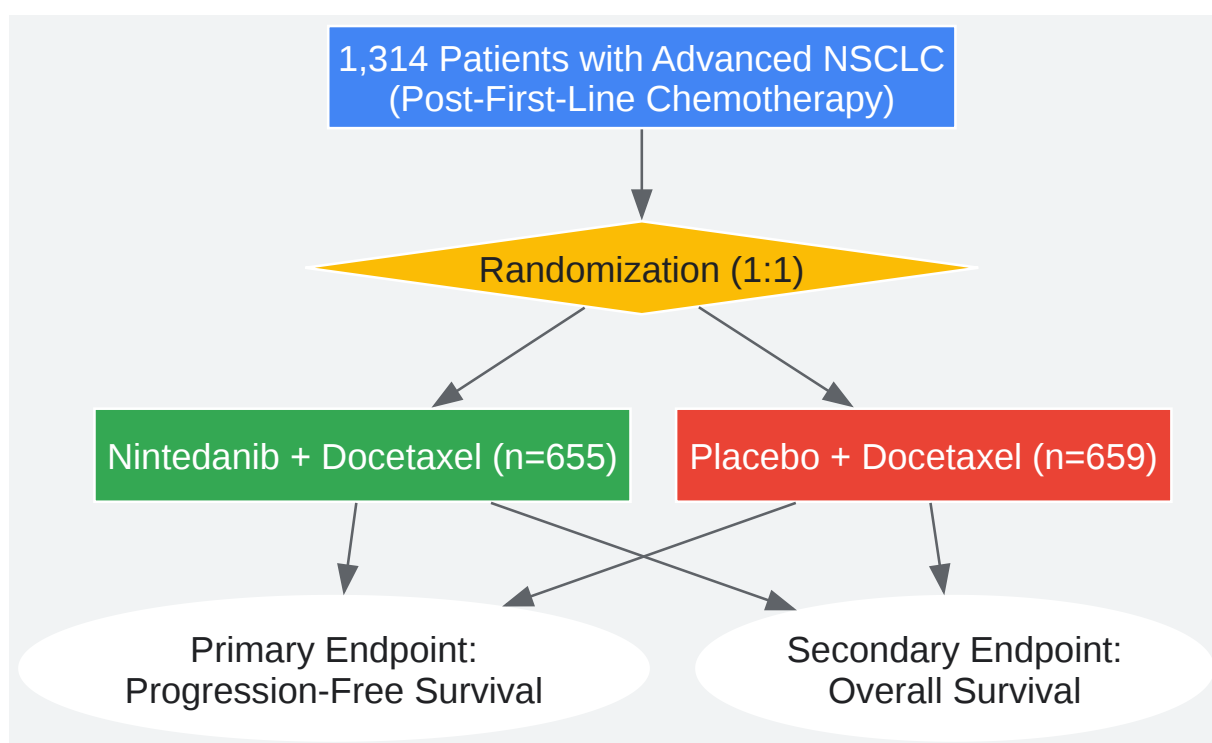 1,314 Patients with Advanced NSCLC
(Post-First-Line Chemotherapy)
Randomization (1:1)
Nintedanib + Docetaxel (n=655)
Placebo + Docetaxel (n=659)
Primary Endpoint:
Progression-Free Survival
Secondary Endpoint:
Overall Survival